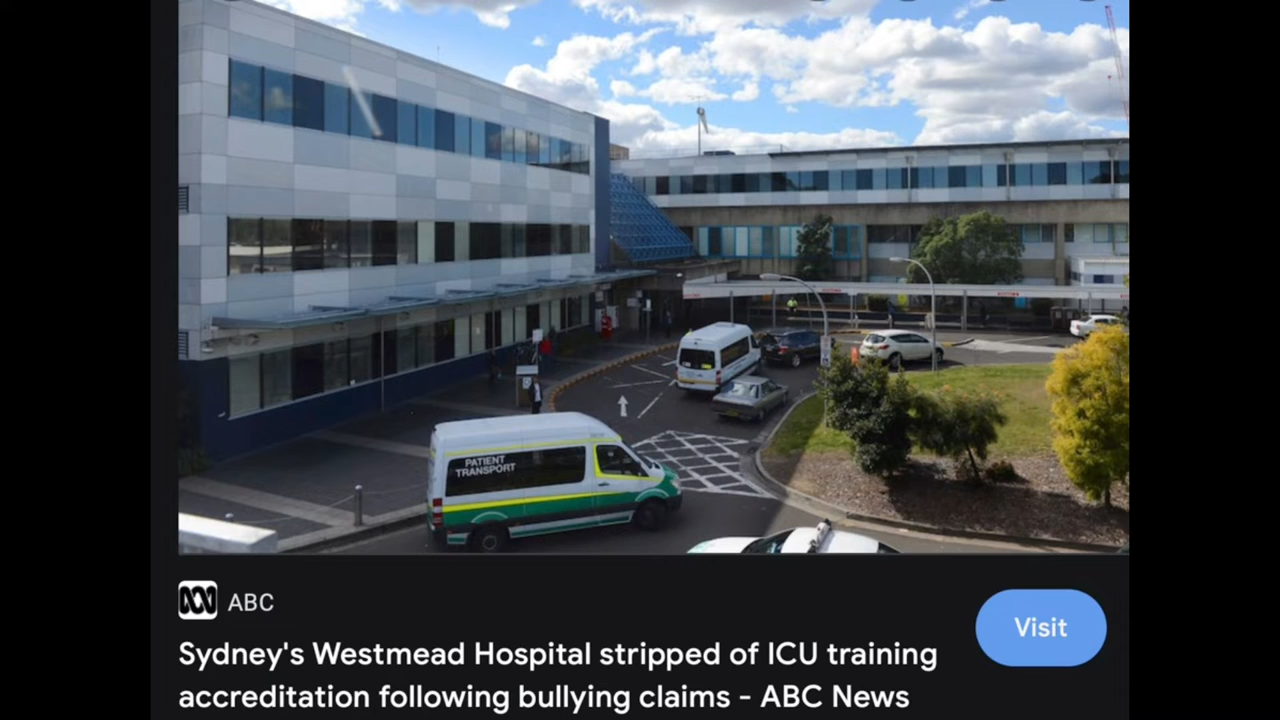 PATIENT
TRANSPORT
ABC
Visit
Sydney's Westmead Hospital stripped of ICU training
accreditation following bullying claims - ABC News